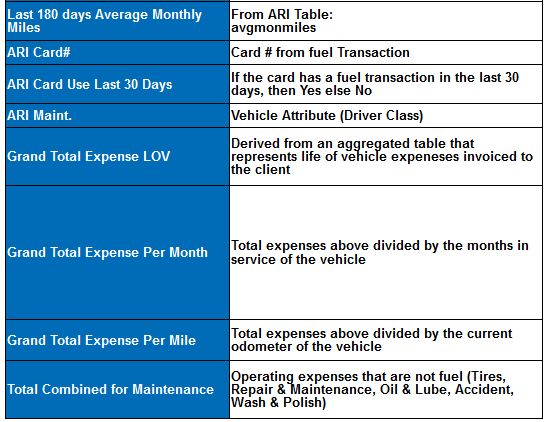 Last 180 days Average Monthly
Miles
From ARI Table:
avgmonmiles
ARI Card#
Card # from fuel Transaction
ARI Card Use Last 30 Days
If the card has a fuel transaction in the last 30
days, then Yes else No
ARI Maint.
Vehicle Attribute (Driver Class)
Grand Total Expense LOV
Derived from an aggregated table that
represents life of vehicle expeneses invoiced to
the client
Grand Total Expense Per Month
Total expenses above divided by the months in
service of the vehicle
Grand Total Expense Per Mile
Total expenses above divided by the current
odometer of the vehicle
Total Combined for Maintenance
Operating expenses that are not fuel (Tires,
Repair & Maintenance, Oil & Lube, Accident,
Wash & Polish)